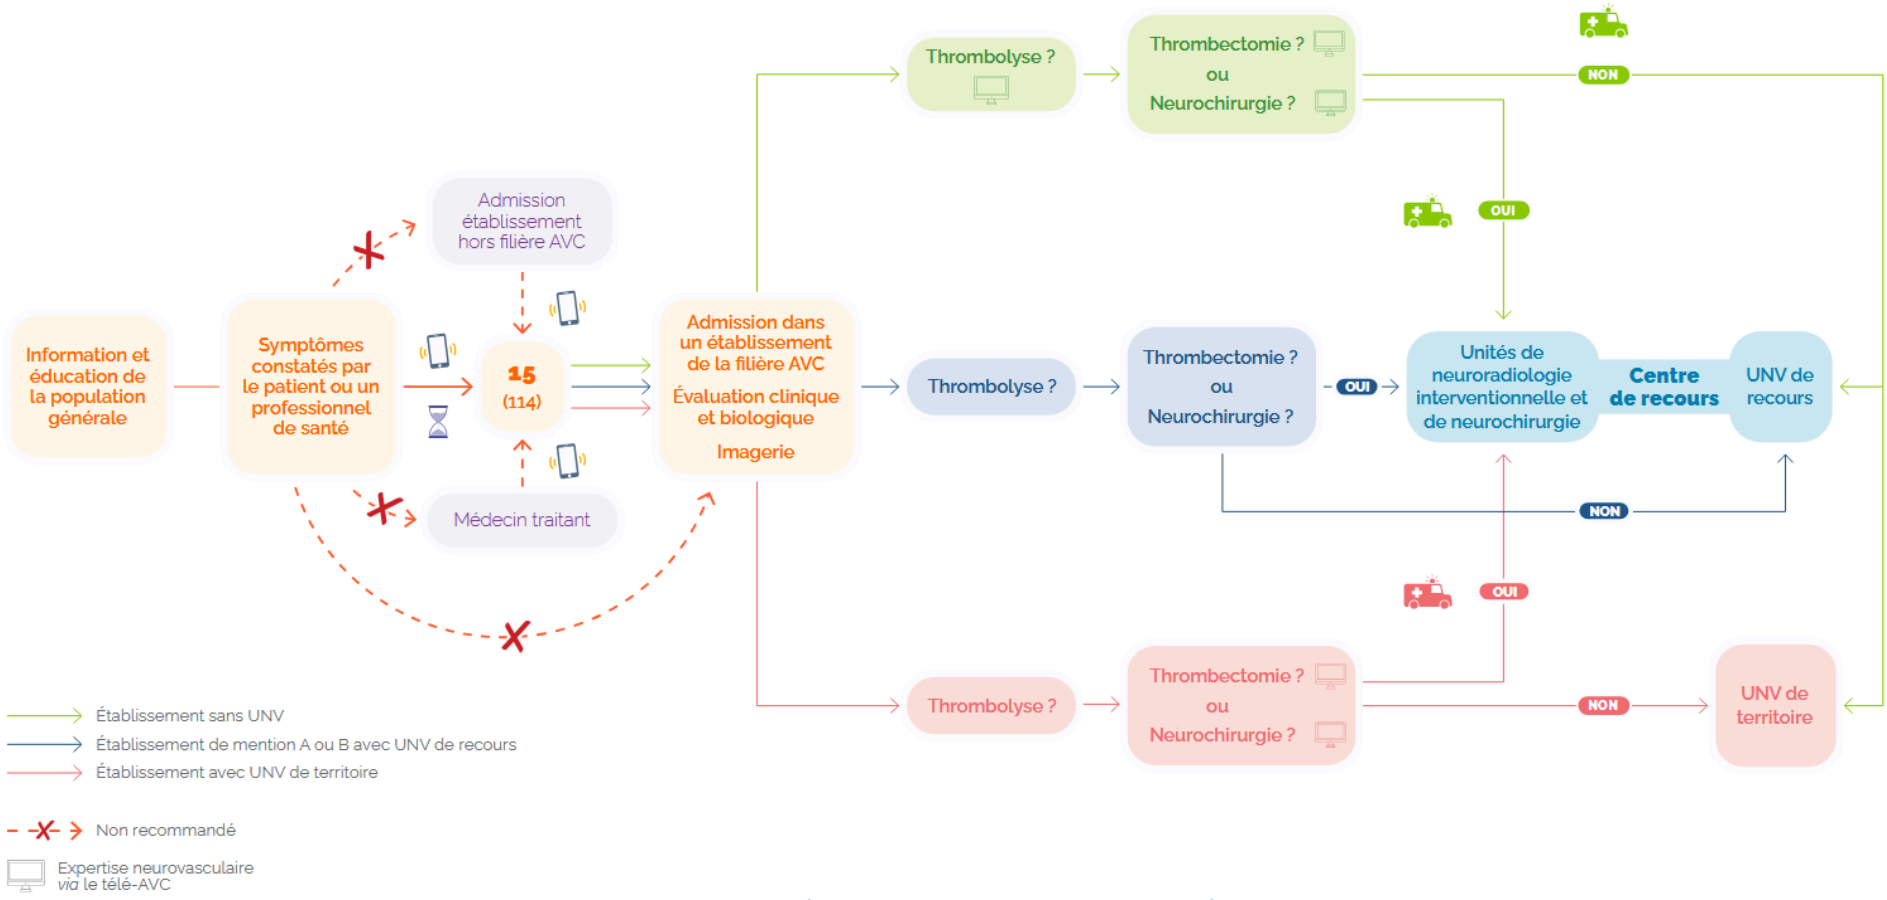 Information et
éducation de
la population
générale
Symptômes
constatés par
le patient ou un
professionnel
de santé
Admission
établissement
hors filière AVC
15
(114)
Médecin traitant
Admission dans
un établissement
de la filière AVC
Évaluation clinique
et biologique
Imagerie
Thrombolyse ?
Thrombectomie ?
ou
Neurochirurgie ?
NON
OUI
Thrombolyse ?
Thrombectomie ?
ou
Neurochirurgie ?
OUI
NON
Unités de
neuroradiologie
interventionnelle et
de neurochirurgie
Centre
de recours
UNV de
recours
Thrombolyse ?
Thrombectomie ?
ou
Neurochirurgie ?
OUI
NON
UNV de
territoire
Établissement sans UNV
Établissement de mention A ou B avec UNV de recours
Établissement avec UNV de territoire
Non recommandé
Expertise neurovasculaire
via le télé-AVC